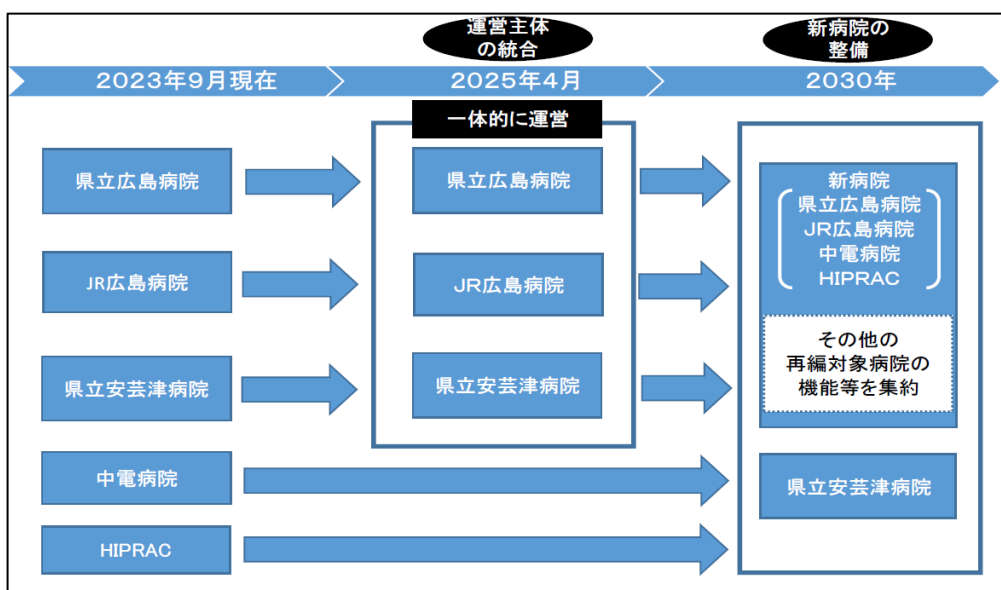 運営主体
の統合
新病院の
整備
2023年9月現在
2025年4月
2030年
一体的に運営
県立広島病院
県立広島病院
新病院
県立広島病院
JR広島病院
中電病院
HIPRAC
JR広島病院
JR広島病院
その他の
再編対象病院の
機能等を集約
県立安芸津病院
県立安芸津病院
中電病院
県立安芸津病院
HIPRAC